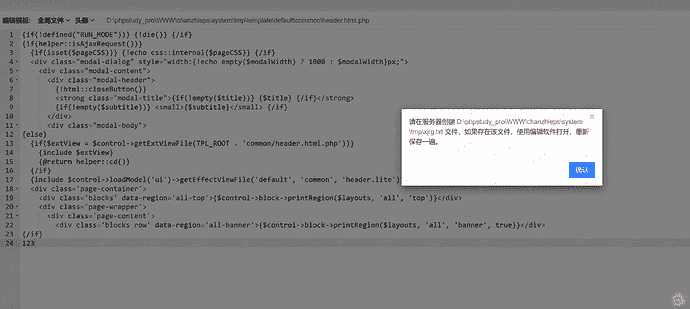 编辑模板: 全局文件 头部 D:\phpstudy_pro\WWW\chanzhieps\system\tmp\template\default\common\header.html.php
1 {if(!defined("RUN_MODE"))} {!die()} {/if}
2 {if(helper::isAjaxRequest())}
3 {if(isset($pageCSS))} {!echo css::internal($pageCSS)} {/if}
4 <div class="modal-dialog" style="width:{!echo empty($modalWidth) ? 1000 : $modalWidth}px;">
5 <div class="modal-content">
6 <div class="modal-header">
7 {!html::closeButton()}
8 <strong class="modal-title">{if(!empty($title))} {$title} {/if}</strong>
9 {if(!empty($subtitle))} <small>{$subtitle}</small> {/if}
10 </div>
11 <div class="modal-body">
12 {else}
13 {if($extView = $control->getExtViewFile(TPL_ROOT . 'common/header.html.php'))}
14 {include $extView}
15 {@return helper::cd()}
16 {/if}
17 {include $control->loadModel('ui')->getEffectViewFile('default', 'common', 'header.lite')
18 <div class='page-container'>
19 <div class='blocks' data-region='all-top'>{$control->block->printRegion($layouts, 'all', 'top')}</div>
20 <div class='page-wrapper'>
21 <div class='page-content'>
22 <div class='blocks row' data-region='all-banner'>{$control->block->printRegion($layouts, 'all', 'banner', true)}</div>
23 {/if}
24 123
×
请在服务器创建 D:\phpstudy_pro\WWW\chanzhieps\system
文件, 如果存在该文件, 使用编辑软件打开, 重新
保存一遍。
确认